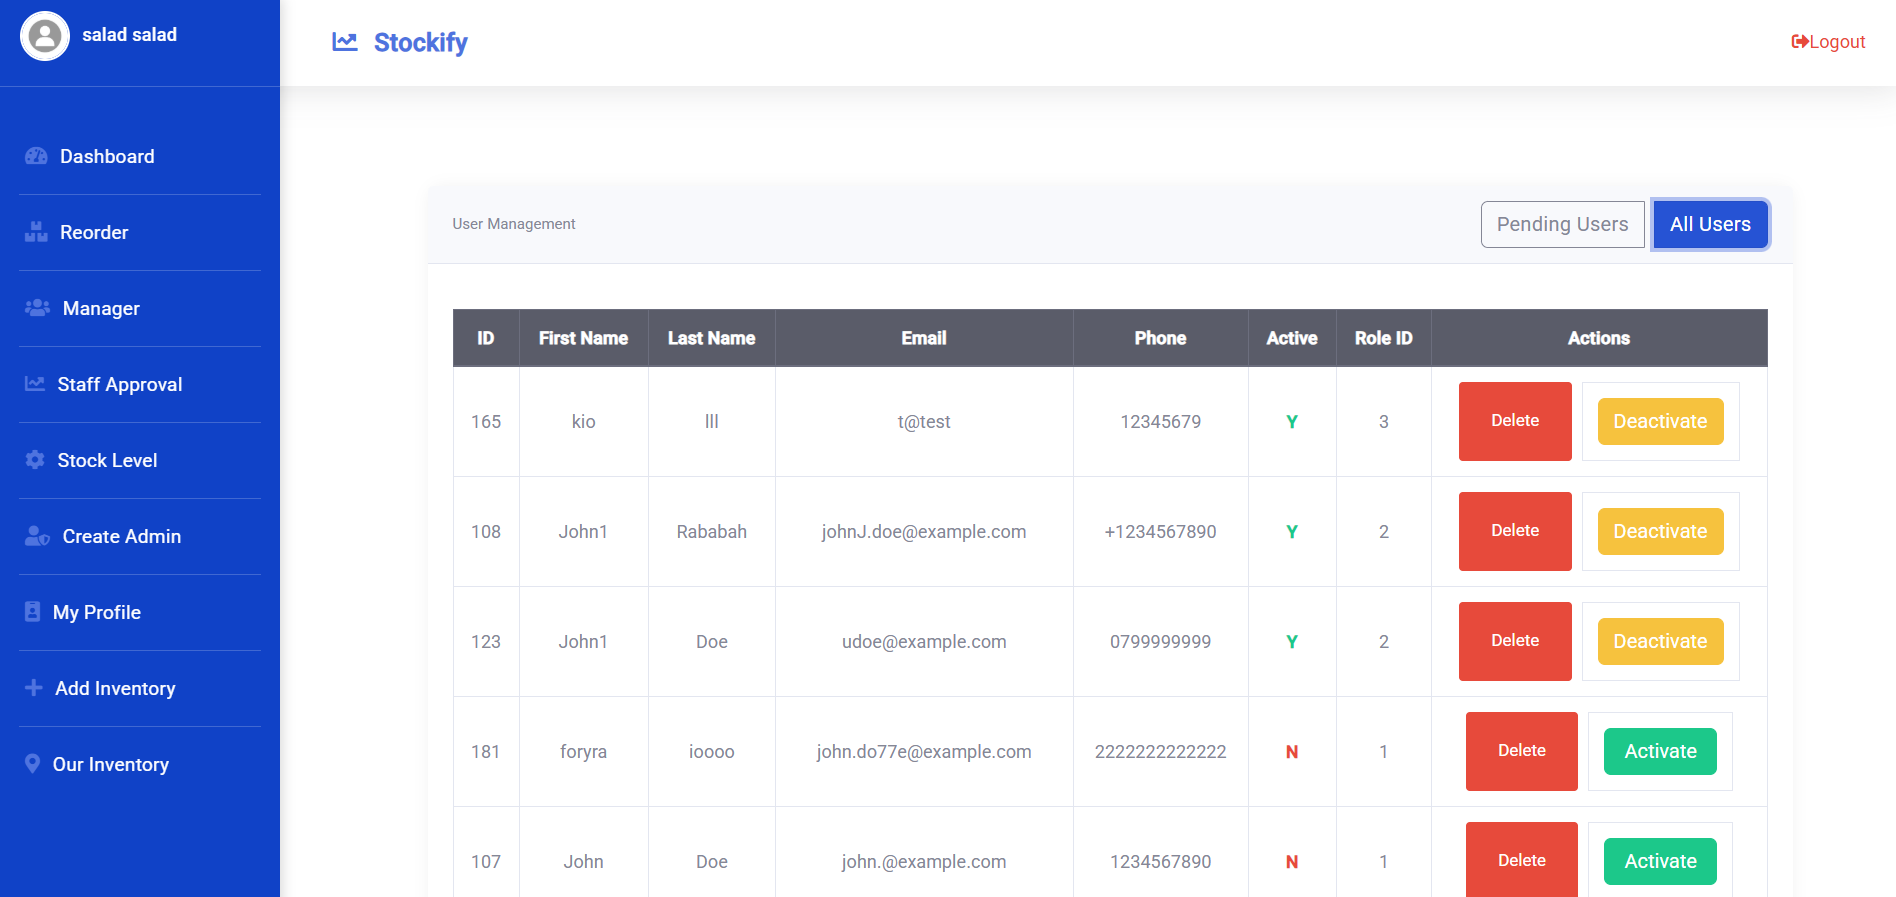 salad salad
Stockify
Logout
Dashboard
Reorder
Manager
Staff Approval
Stock Level
Create Admin
My Profile
Add Inventory
Our Inventory
User Management
Pending Users
All Users
ID First Name Last Name Email Phone Active Role ID Actions
165 kio lll t@test 12345679 Y 3 Delete Deactivate
108 John1 Rababah johnJ.doe@example.com +1234567890 Y 2 Delete Deactivate
123 John1 Doe udoe@example.com 0799999999 Y 2 Delete Deactivate
181 foryra ioooo john.do77e@example.com 2222222222222 N 1 Delete Activate
107 John Doe john.@example.com 1234567890 N 1 Delete Activate